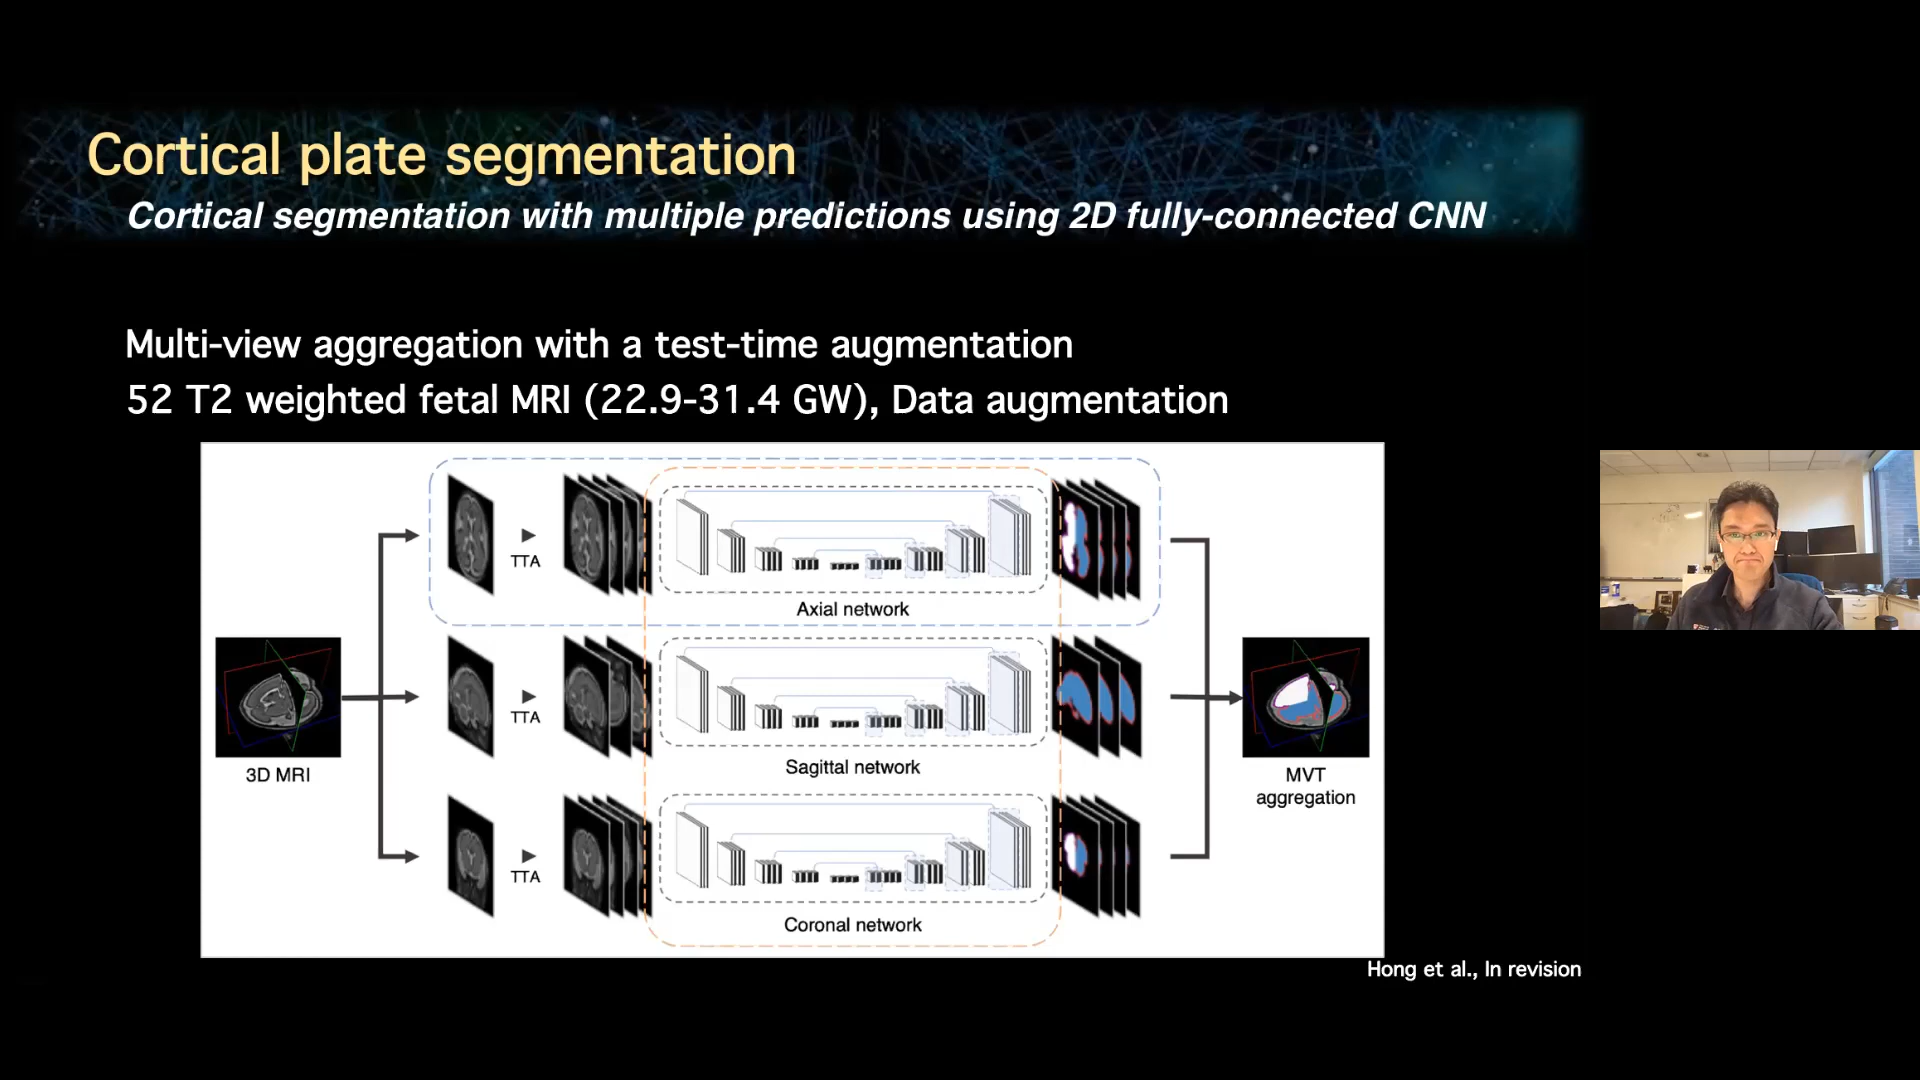 Cortical plate segmentation
Cortical segmentation with multiple predictions using 2D fully-connected CNN
Multi-view aggregation with a test-time augmentation
52 T2 weighted fetal MRI (22.9-31.4 GW), Data augmentation
TTA
Axial network
TTA
Sagittal network
3D MRI
MVT
aggregation
TTA
Coronal network
Hong et al., In revision